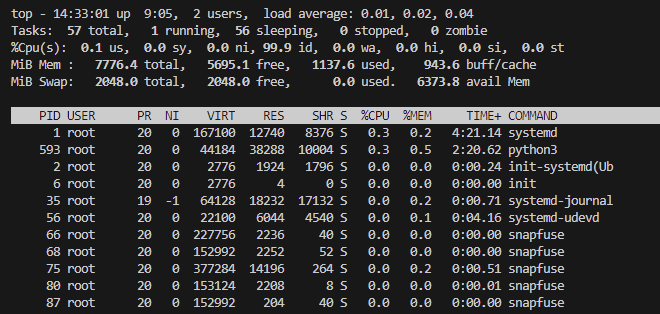 top - 14:33:01 up  9:05,  2 users,  load average: 0.01, 0.02, 0.04
Tasks:  57 total,   1 running,  56 sleeping,   0 stopped,   0 zombie
%Cpu(s):  0.1 us,  0.0 sy,  0.0 ni, 99.9 id,  0.0 wa,  0.0 hi,  0.0 si,  0.0 st
MiB Mem :   7776.4 total,   5695.1 free,   1137.6 used,    943.6 buff/cache
MiB Swap:   2048.0 total,   2048.0 free,      0.0 used.   6373.8 avail Mem
PID USER      PR  NI    VIRT    RES    SHR S  %CPU  %MEM     TIME+ COMMAND
1 root      20   0  167100  12740   8376 S   0.3   0.2   4:21.14 systemd
593 root      20   0   44184  38288  10004 S   0.3   0.5   2:20.62 python3
2 root      20   0    2776   1924   1796 S   0.0   0.0   0:00.24 init-systemd(Ub
6 root      20   0    2776      4      0 S   0.0   0.0   0:00.00 init
35 root      19  -1   64128  18232  17132 S   0.0   0.2   0:00.71 systemd-journal
56 root      20   0   22100   6044   4540 S   0.0   0.1   0:04.16 systemd-udevd
66 root      20   0  227756   2236     40 S   0.0   0.0   0:00.00 snapfuse
68 root      20   0  152992   2252     52 S   0.0   0.0   0:00.00 snapfuse
75 root      20   0  377284  14196    264 S   0.0   0.2   0:00.51 snapfuse
80 root      20   0  153124   2208      8 S   0.0   0.0   0:00.01 snapfuse
87 root      20   0  152992    204     40 S   0.0   0.0   0:00.00 snapfuse